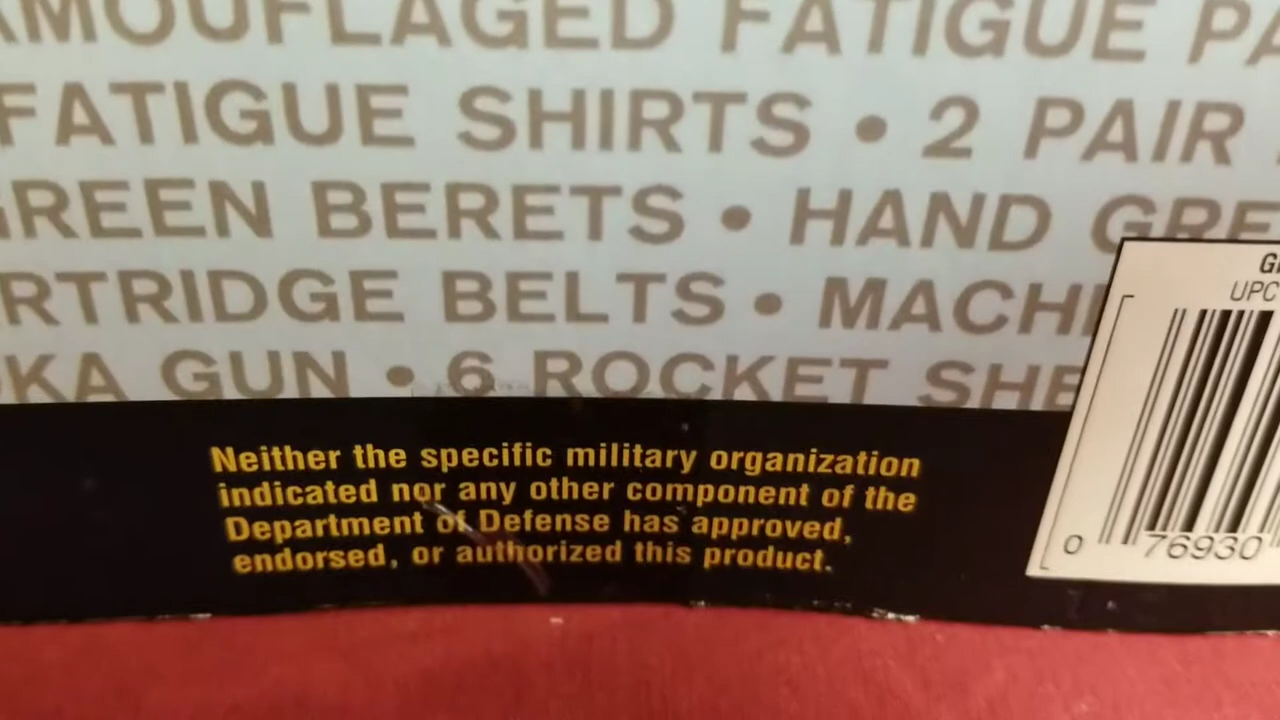 AMOUFLAGED FATIGUE PA
FATIGUE SHIRTS • 2 PAIR
GREEN BERETS • HAND GRE
RTRIDGE BELTS • MACHI
KA GUN • 6 ROCKET SHE
Neither the specific military organization
indicated nor any other component of the
Department of Defense has approved,
endorsed, or authorized this product.
UPC
0 76930